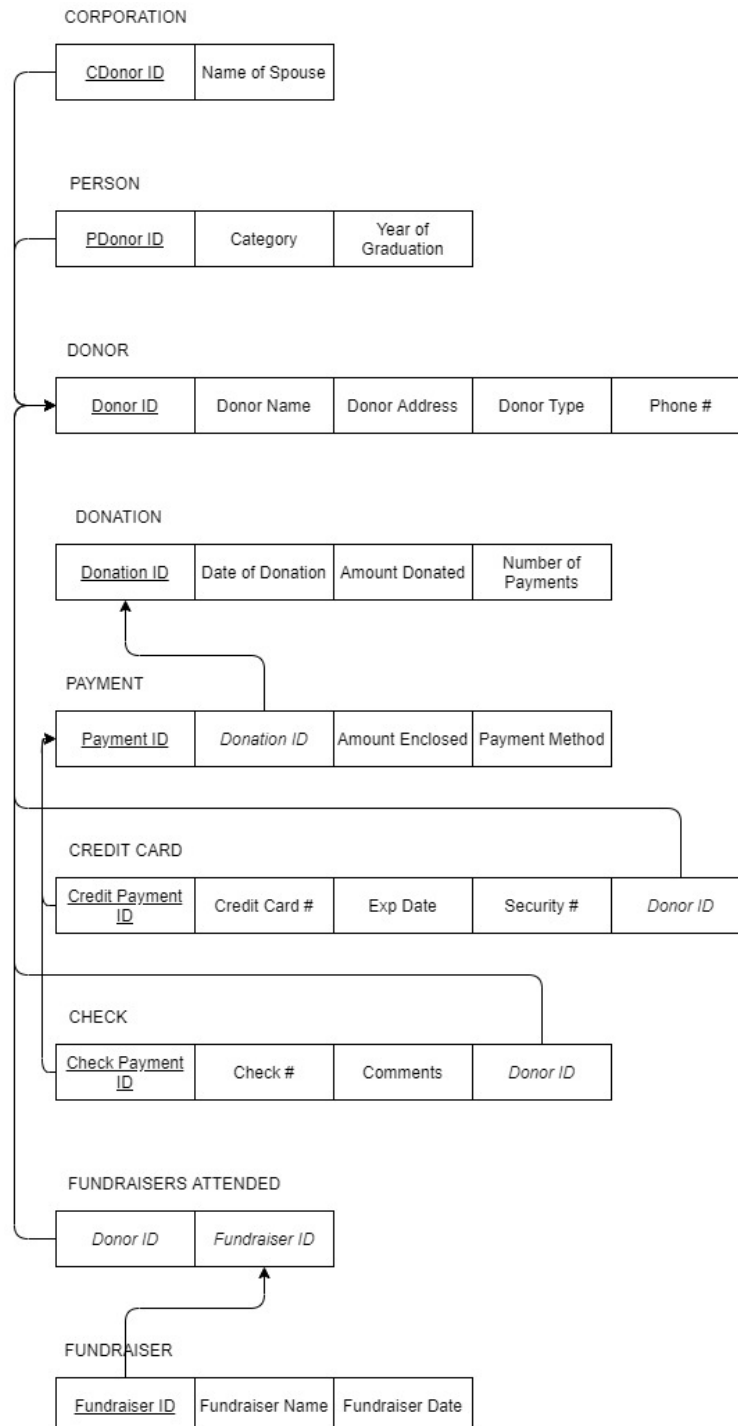 CORPORATION
CDonor ID Name of Spouse
PERSON
PDonor ID Category Year of
Graduation
DONOR
Donor ID Donor Name Donor Address Donor Type Phone #
DONATION
Donation ID Date of Donation Amount Donated Number of
Payments
PAYMENT
Payment ID Donation ID Amount Enclosed Payment Method
CREDIT CARD
Credit Payment
ID Credit Card # Exp Date Security # Donor ID
CHECK
Check Payment
ID Check # Comments Donor ID
FUNDRAISERS ATTENDED
Donor ID Fundraiser ID
FUNDRAISER
Fundraiser ID Fundraiser Name Fundraiser Date